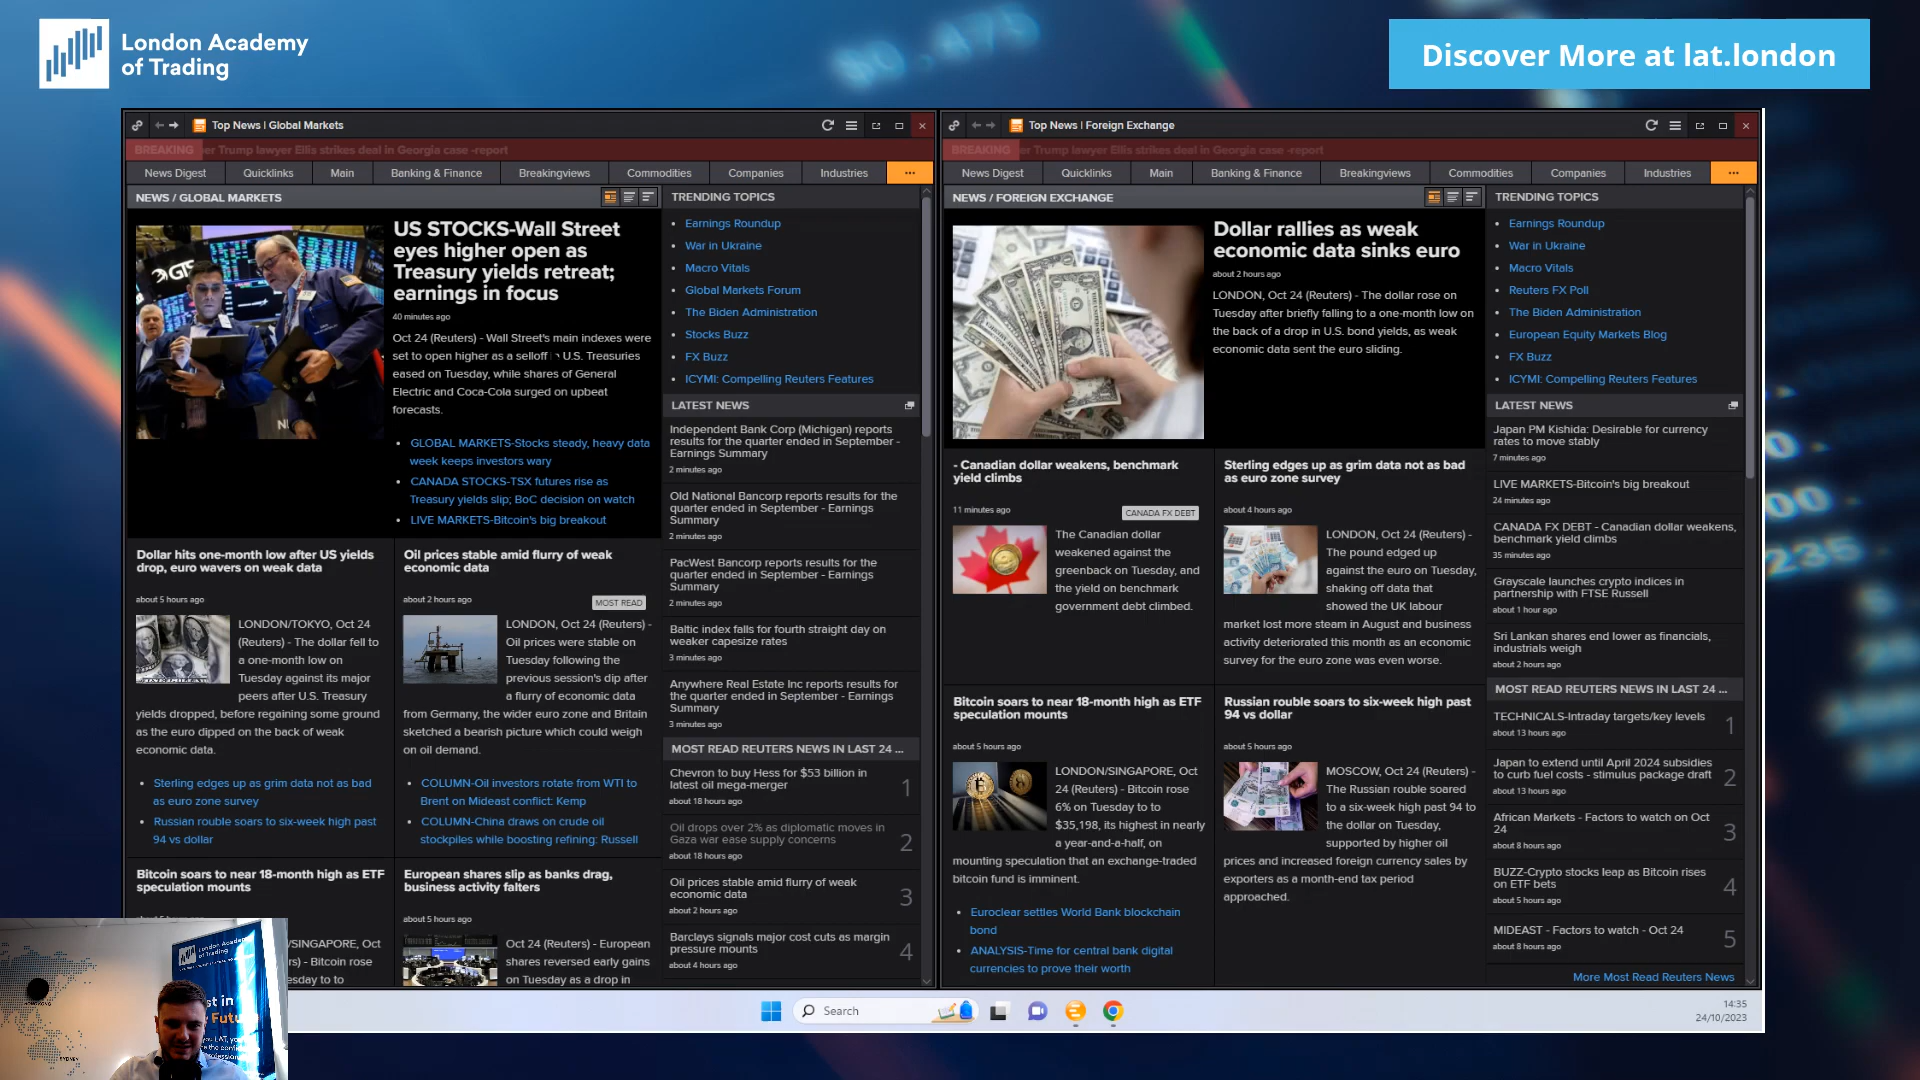 London Academy
of Trading
Discover More at lat.london
Top News | Global Markets
BREAKING
er Trump lawyer Ellis strikes deal in Georgia case -report
News Digest
Quicklinks
Main
Banking & Finance
Breakingviews
Commodities
Companies
Industries
...
NEWS / GLOBAL MARKETS
US STOCKS-Wall Street
eyes higher open as
Treasury yields retreat;
earnings in focus
40 minutes ago
Oct 24 (Reuters) - Wall Street's main indexes were
set to open higher as a selloff U.S. Treasuries
eased on Tuesday, while shares of General
Electric and Coca-Cola surged on upbeat
forecasts.
• GLOBAL MARKETS-Stocks steady, heavy data
week keeps investors wary
• CANADA STOCKS-TSX futures rise as
Treasury yields slip; BoC decision on watch
• LIVE MARKETS-Bitcoin's big breakout
Dollar hits one-month low after US yields
drop, euro wavers on weak data
about 5 hours ago
LONDON/TOKYO, Oct 24
(Reuters) - The dollar fell to
a one-month low on
Tuesday against its major
peers after U.S. Treasury
yields dropped, before regaining some ground
as the euro dipped on the back of weak
economic data.
• Sterling edges up as grim data not as bad
as euro zone survey
• Russian rouble soars to six-week high past
94 vs dollar
Oil prices stable amid flurry of weak
economic data
about 2 hours ago
MOST READ
LONDON, Oct 24 (Reuters) -
Oil prices were stable on
Tuesday following the
previous session's dip after
a flurry of economic data
from Germany, the wider euro zone and Britain
sketched a bearish picture which could weigh
on oil demand.
• COLUMN-Oil investors rotate from WTI to
Brent on Mideast conflict: Kemp
• COLUMN-China draws on crude oil
stockpiles while boosting refining: Russell
Bitcoin soars to near 18-month high as ETF
speculation mounts
/SINGAPORE, Oct
rs) - Bitcoin rose
esday to to
European shares slip as banks drag,
business activity falters
about 5 hours ago
Oct 24 (Reuters) - European
shares reversed early gains
on Tuesday as a drop in
TRENDING TOPICS
• Earnings Roundup
• War in Ukraine
• Macro Vitals
• Global Markets Forum
• The Biden Administration
• Stocks Buzz
• FX Buzz
• ICYMI: Compelling Reuters Features
LATEST NEWS
Independent Bank Corp (Michigan) reports
results for the quarter ended in September -
Earnings Summary
2 minutes ago
Old National Bancorp reports results for the
quarter ended in September - Earnings
Summary
2 minutes ago
PacWest Bancorp reports results for the
quarter ended in September - Earnings
Summary
2 minutes ago
Baltic index falls for fourth straight day on
weaker capesize rates
3 minutes ago
Anywhere Real Estate Inc reports results for
the quarter ended in September - Earnings
Summary
3 minutes ago
MOST READ REUTERS NEWS IN LAST 24 ...
Chevron to buy Hess for $53 billion in
latest oil mega-merger
about 18 hours ago
1
Oil drops over 2% as diplomatic moves in
Gaza war ease supply concerns
about 18 hours ago
2
Oil prices stable amid flurry of weak
economic data
about 2 hours ago
3
Barclays signals major cost cuts as margin
pressure mounts
about 4 hours ago
4
Top News | Foreign Exchange
BREAKING
er Trump lawyer Ellis strikes deal in Georgia case -report
News Digest
Quicklinks
Main
Banking & Finance
Breakingviews
Commodities
Companies
Industries
...
NEWS / FOREIGN EXCHANGE
Dollar rallies as weak
economic data sinks euro
about 2 hours ago
LONDON, Oct 24 (Reuters) - The dollar rose on
Tuesday after briefly falling to a one-month low on
the back of a drop in U.S. bond yields, as weak
economic data sent the euro sliding.
- Canadian dollar weakens, benchmark
yield climbs
11 minutes ago
CANADA FX DEBT
The Canadian dollar
weakened against the
greenback on Tuesday, and
the yield on benchmark
government debt climbed.
Sterling edges up as grim data not as bad
as euro zone survey
about 4 hours ago
LONDON, Oct 24 (Reuters) -
The pound edged up
against the euro on Tuesday,
shaking off data that
showed the UK labour
market lost more steam in August and business
activity deteriorated this month as an economic
survey for the euro zone was even worse.
Bitcoin soars to near 18-month high as ETF
speculation mounts
about 5 hours ago
LONDON/SINGAPORE, Oct
24 (Reuters) - Bitcoin rose
6% on Tuesday to to
$35,198, its highest in nearly
a year-and-a-half, on
mounting speculation that an exchange-traded
bitcoin fund is imminent.
• Euroclear settles World Bank blockchain
bond
• ANALYSIS-Time for central bank digital
currencies to prove their worth
Russian rouble soars to six-week high past
94 vs dollar
about 5 hours ago
MOSCOW, Oct 24 (Reuters) -
The Russian rouble soared
to a six-week high past 94 to
the dollar on Tuesday,
supported by higher oil
prices and increased foreign currency sales by
exporters as a month-end tax period
approached.
TRENDING TOPICS
• Earnings Roundup
• War in Ukraine
• Macro Vitals
• Reuters FX Poll
• The Biden Administration
• European Equity Markets Blog
• FX Buzz
• ICYMI: Compelling Reuters Features
LATEST NEWS
Japan PM Kishida: Desirable for currency
rates to move stably
7 minutes ago
LIVE MARKETS-Bitcoin's big breakout
24 minutes ago
CANADA FX DEBT - Canadian dollar weakens,
benchmark yield climbs
35 minutes ago
Grayscale launches crypto indices in
partnership with FTSE Russell
about 1 hour ago
Sri Lankan shares end lower as financials,
industrials weigh
about 2 hours ago
MOST READ REUTERS NEWS IN LAST 24 ...
TECHNICALS-Intraday targets/key levels
about 13 hours ago
1
Japan to extend until April 2024 subsidies
to curb fuel costs - stimulus package draft
about 13 hours ago
2
African Markets - Factors to watch on Oct
24
about 8 hours ago
3
BUZZ-Crypto stocks leap as Bitcoin rises
on ETF bets
about 5 hours ago
4
MIDEAST - Factors to watch - Oct 24
about 8 hours ago
5
More Most Read Reuters News
Search
14:35
24/10/2023
London Academy
of Trading